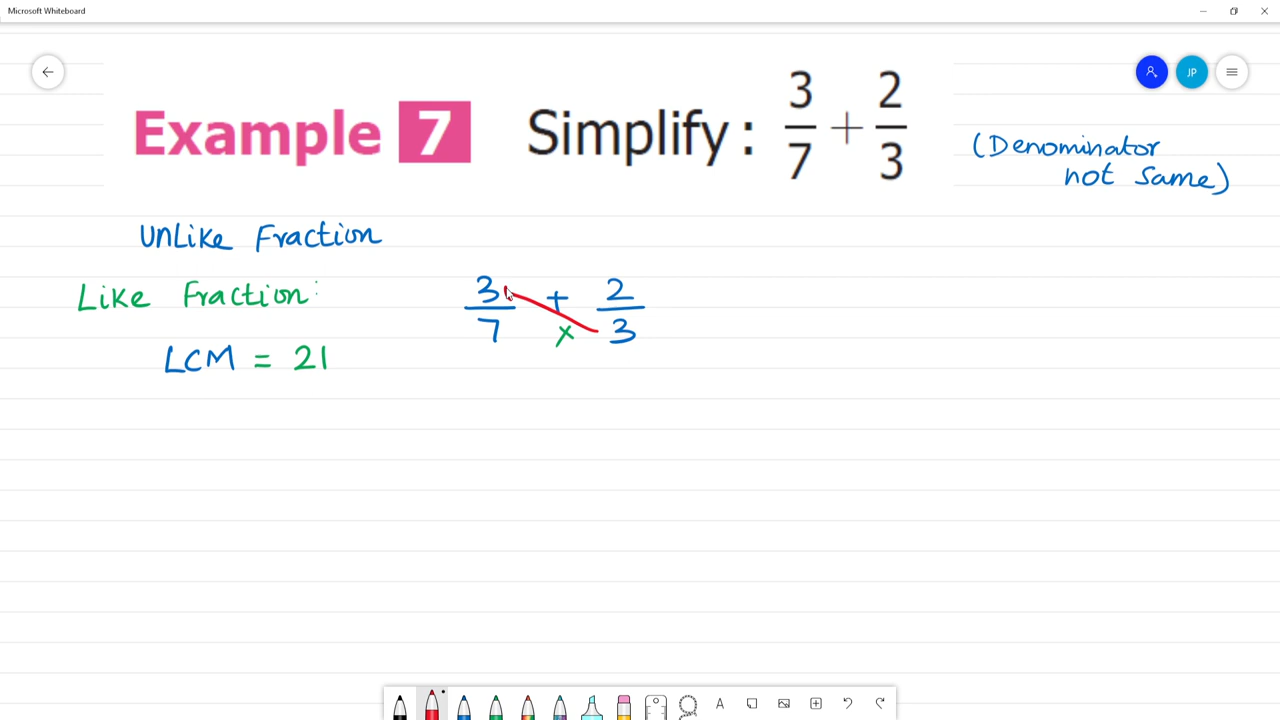 Microsoft Whiteboard
JP
Example 7 Simplify : 3/7 + 2/3
(Denominator
not same)
UnLike Fraction
Like Fraction:
3/7 + 2/3
x
LCM = 21
A